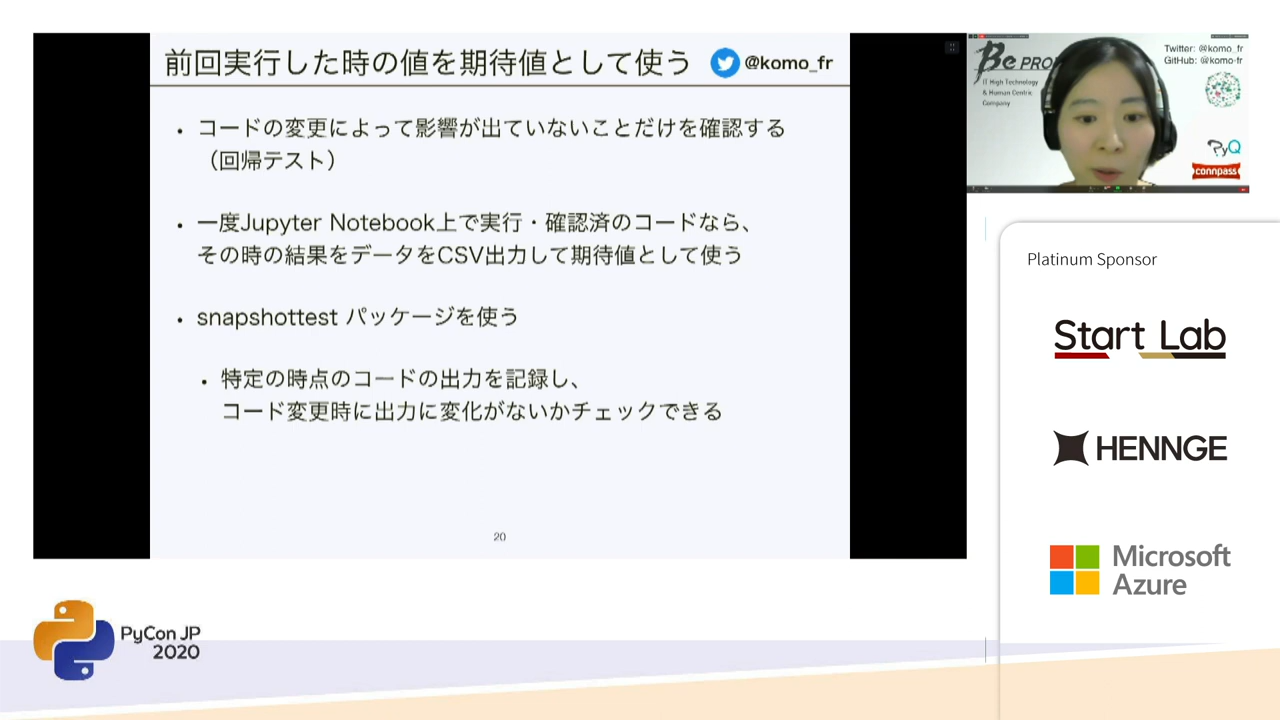 前回実行した時の値を期待値として使う
@komo_fr
• コードの変更によって影響が出ていないことだけを確認する
（回帰テスト）
• 一度Jupyter Notebook上で実行・確認済のコードなら、
その時の結果をデータをCSV出力して期待値として使う
• snapshottest パッケージを使う
• 特定の時点のコードの出力を記録し、
コード変更時に出力に変化がないかチェックできる
20
Be PRO
IT High Technology
& Human Centric
Company
Twitter: @komo_fr
GitHub: @komo-fr
PyQ
connpass
Platinum Sponsor
Start Lab
HENNGE
Microsoft
Azure
PyCon JP
2020